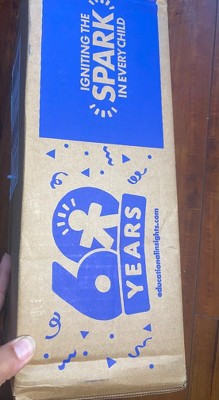 IGNITING THE
SPARK
IN EVERY CHILD
60
YEARS
educationalinsights.com